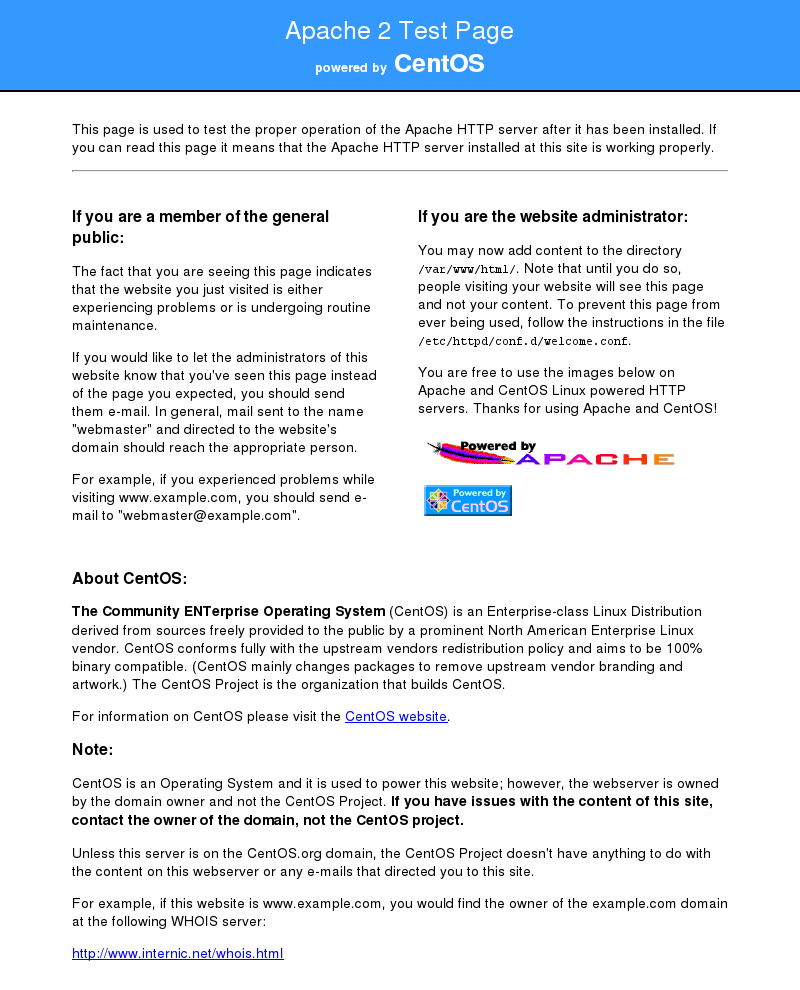 Apache 2 Test Page
powered by CentOS
This page is used to test the proper operation of the Apache HTTP server after it has been installed. If
you can read this page it means that the Apache HTTP server installed at this site is working properly.
If you are a member of the general
public:
The fact that you are seeing this page indicates
that the website you just visited is either
experiencing problems or is undergoing routine
maintenance.
If you would like to let the administrators of this
website know that you've seen this page instead
of the page you expected, you should send
them e-mail. In general, mail sent to the name
"webmaster" and directed to the website's
domain should reach the appropriate person.
For example, if you experienced problems while
visiting www.example.com, you should send e-
mail to "webmaster@example.com".
If you are the website administrator:
You may now add content to the directory
/var/www/html/. Note that until you do so,
people visiting your website will see this page
and not your content. To prevent this page from
ever being used, follow the instructions in the file
/etc/httpd/conf.d/welcome.conf.
You are free to use the images below on
Apache and CentOS Linux powered HTTP
servers. Thanks for using Apache and CentOS!
Powered by
APACHE
Powered by
CentOS
About CentOS:
The Community ENTerprise Operating System (CentOS) is an Enterprise-class Linux Distribution
derived from sources freely provided to the public by a prominent North American Enterprise Linux
vendor. CentOS conforms fully with the upstream vendors redistribution policy and aims to be 100%
binary compatible. (CentOS mainly changes packages to remove upstream vendor branding and
artwork.) The CentOS Project is the organization that builds CentOS.
For information on CentOS please visit the CentOS website.
Note:
CentOS is an Operating System and it is used to power this website; however, the webserver is owned
by the domain owner and not the CentOS Project. If you have issues with the content of this site,
contact the owner of the domain, not the CentOS project.
Unless this server is on the CentOS.org domain, the CentOS Project doesn't have anything to do with
the content on this webserver or any e-mails that directed you to this site.
For example, if this website is www.example.com, you would find the owner of the example.com domain
at the following WHOIS server:
http://www.internic.net/whois.html